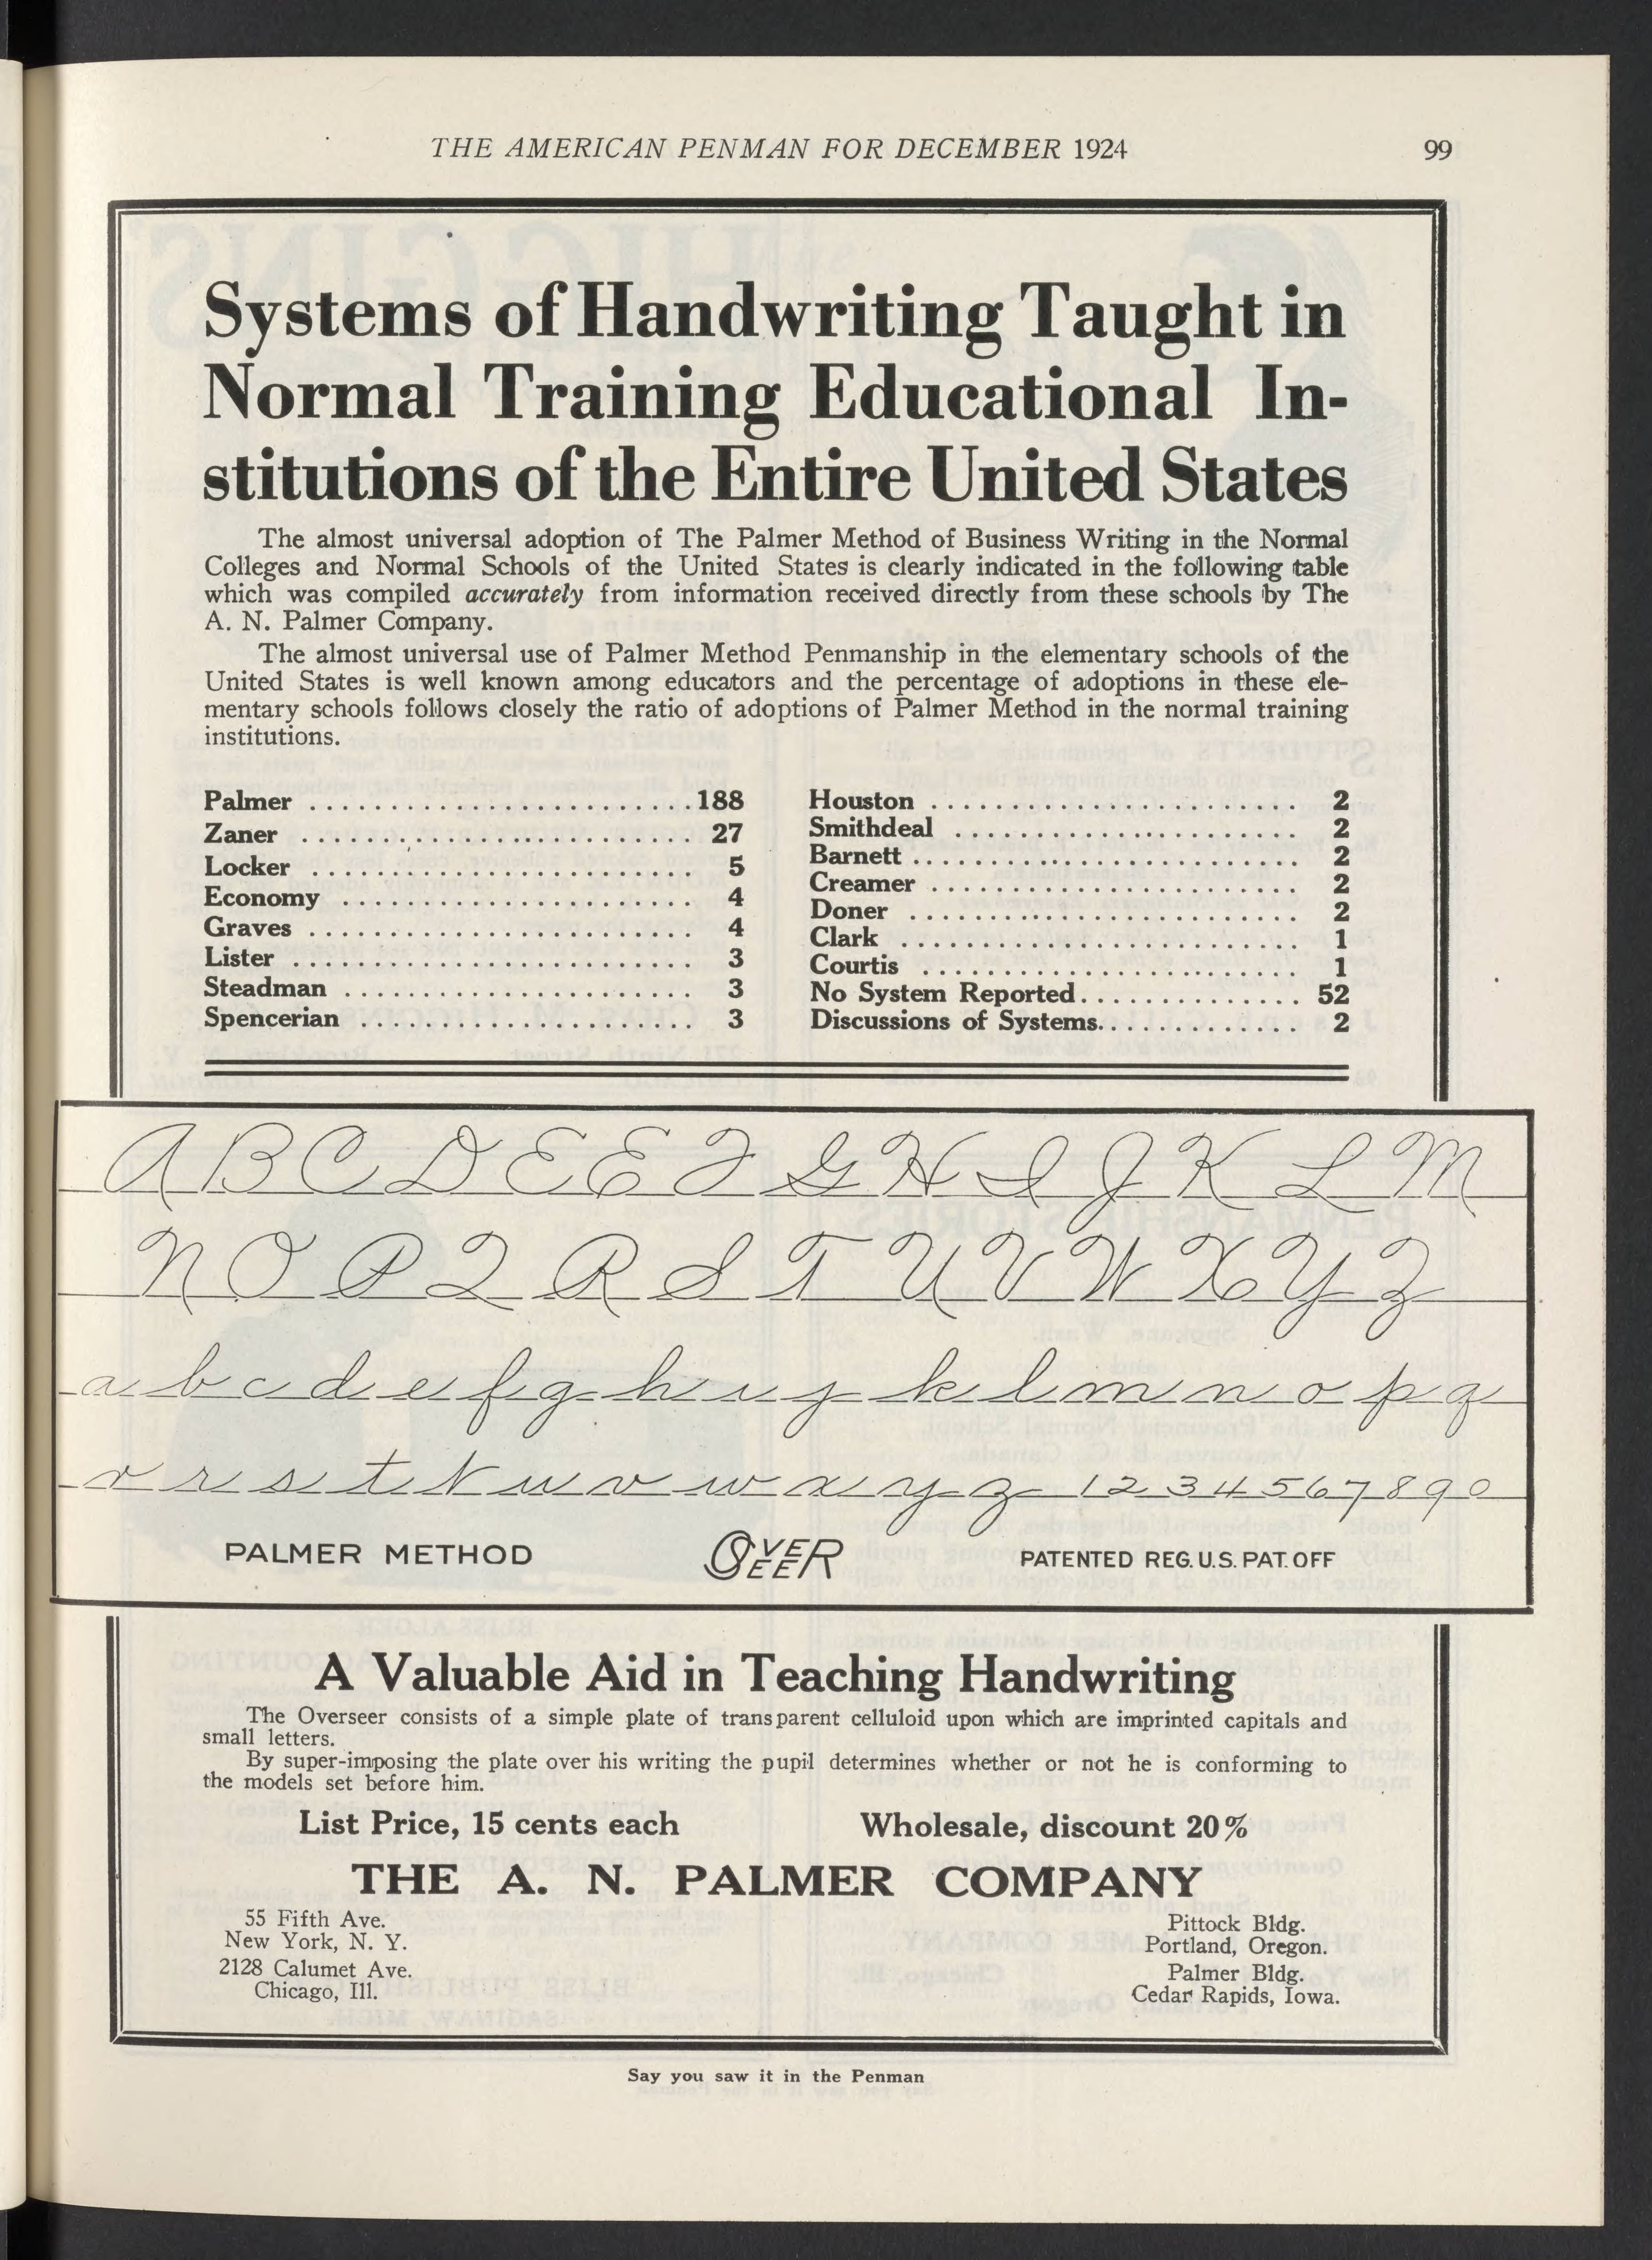 THE AMERICAN PENMAN FOR DECEMBER 1924 99
Systems of Handwriting Taught in
Normal Training Educational In-
stitutions of the Entire United States
The almost universal adoption of The Palmer Method of Business Writing in the Normal
Colleges and Normal Schools of the United States is clearly indicated in the following table
which was compiled accurately from information received directly from these schools by The
A. N. Palmer Company.
The almost universal use of Palmer Method Penmanship in the elementary schools of the
United States is well known among educators and the percentage of adoptions in these ele-
mentary schools follows closely the ratio of adoptions of Palmer Method in the normal training
institutions.
Palmer ........................ 188
Zaner ........................ 27
Locker ........................ 5
Economy ...................... 4
Graves ........................ 4
Lister ......................... 3
Steadman ...................... 3
Spencerian ..................... 3
Houston ....................... 2
Smithdeal ...................... 2
Barnett ........................ 2
Creamer ....................... 2
Doner ........................ 2
Clark ......................... 1
Courtis ........................ 1
No System Reported.............. 52
Discussions of Systems............. 2
A B C D E E F G H I J K L M
N O P Q R S T U V W X Y Z
a b c d e f g h i j k l m n o p q
r r s t t u v w x y z 1 2 3 4 5 6 7 8 9 0
PALMER METHOD OVERSEER PATENTED REG. U.S. PAT. OFF
A Valuable Aid in Teaching Handwriting
The Overseer consists of a simple plate of transparent celluloid upon which are imprinted capitals and
small letters.
By super-imposing the plate over his writing the pupil determines whether or not he is conforming to
the models set before him.
List Price, 15 cents each Wholesale, discount 20%
THE A. N. PALMER COMPANY
55 Fifth Ave.
New York, N. Y.
2128 Calumet Ave.
Chicago, Ill.
Pittock Bldg.
Portland, Oregon.
Palmer Bldg.
Cedar Rapids, Iowa.
Say you saw it in the Penman